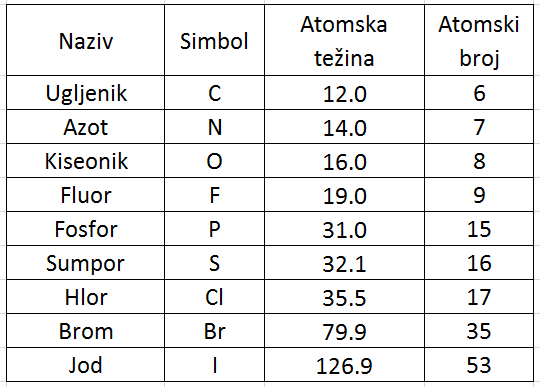 Naziv Simbol Atomska težina Atomski broj
Ugljenik C 12.0 6
Azot N 14.0 7
Kiseonik O 16.0 8
Fluor F 19.0 9
Fosfor P 31.0 15
Sumpor S 32.1 16
Hlor Cl 35.5 17
Brom Br 79.9 35
Jod I 126.9 53